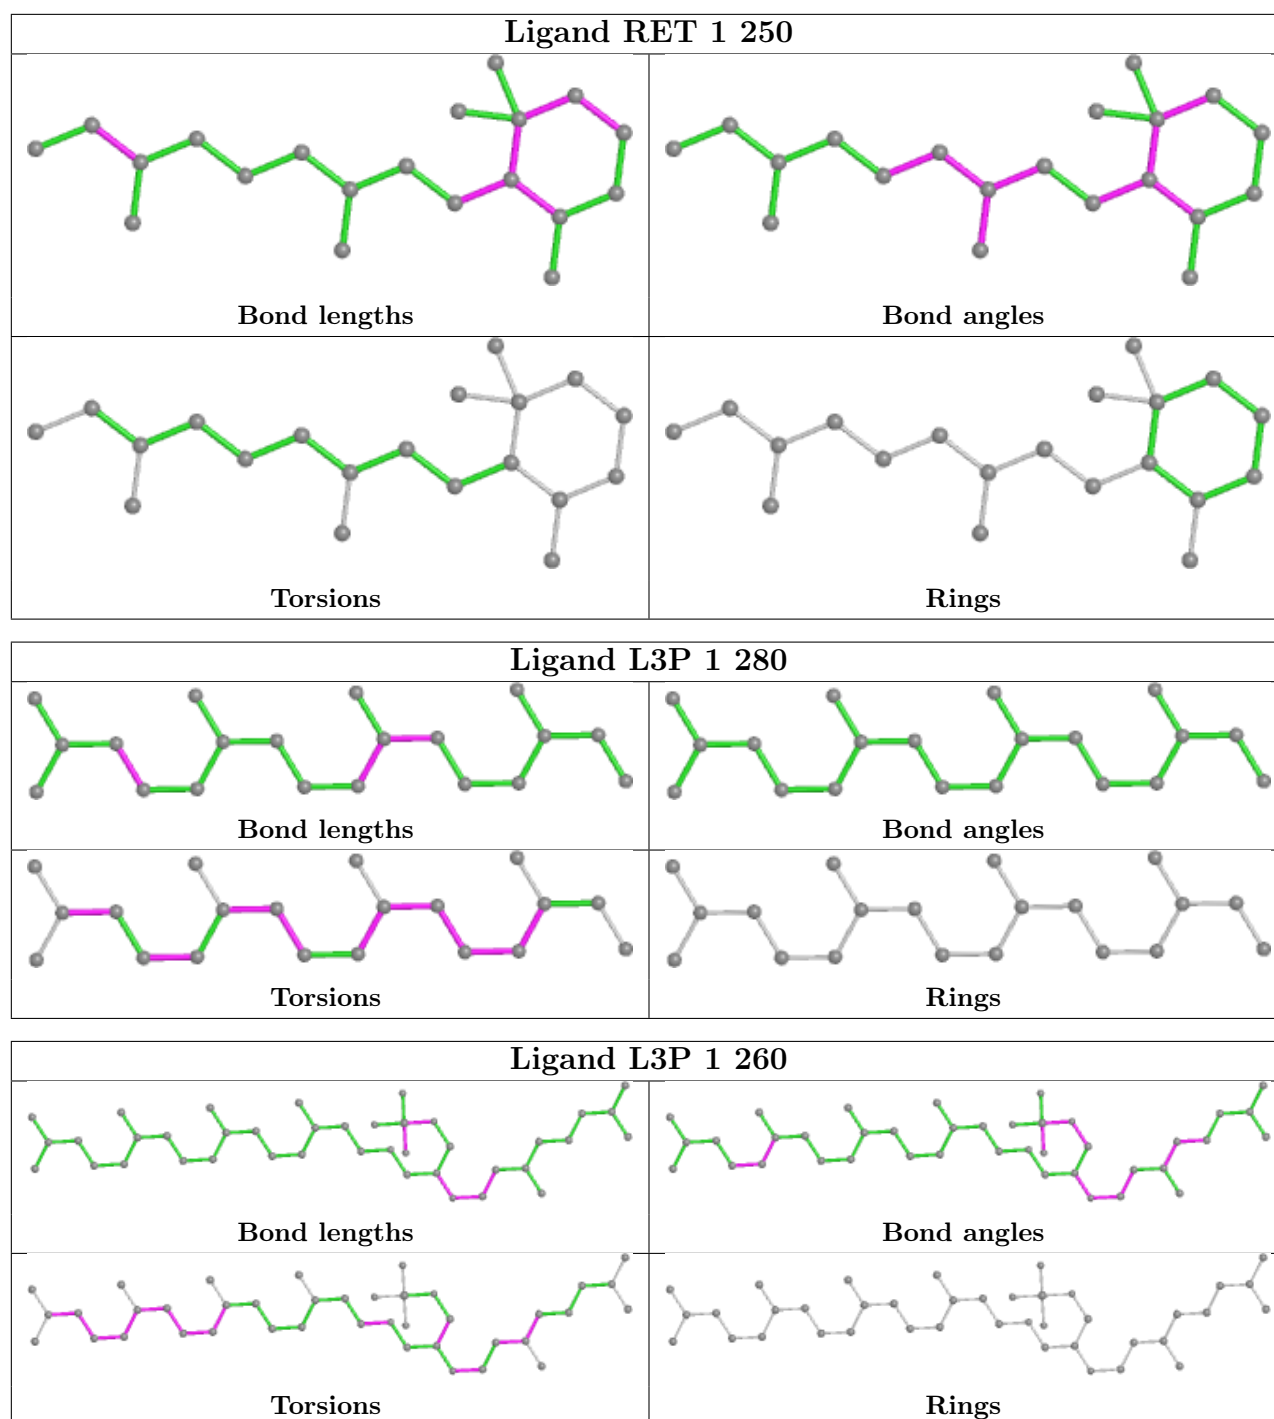 Ligand RET 1 250
Bond lengths
Bond angles
Torsions
Rings
Ligand L3P 1 280
Bond lengths
Bond angles
Torsions
Rings
Ligand L3P 1 260
Bond lengths
Bond angles
Torsions
Rings